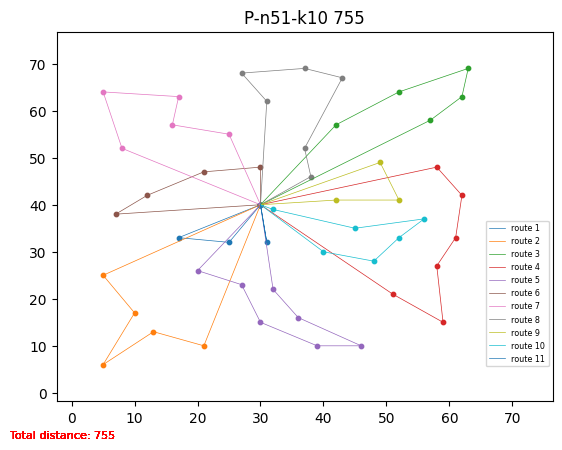 P-n51-k10 755
70
60
50
40
30
20
10
0
route 1
route 2
route 3
route 4
route 5
route 6
route 7
route 8
route 9
route 10
route 11
0 10 20 30 40 50 60 70
Total distance: 755